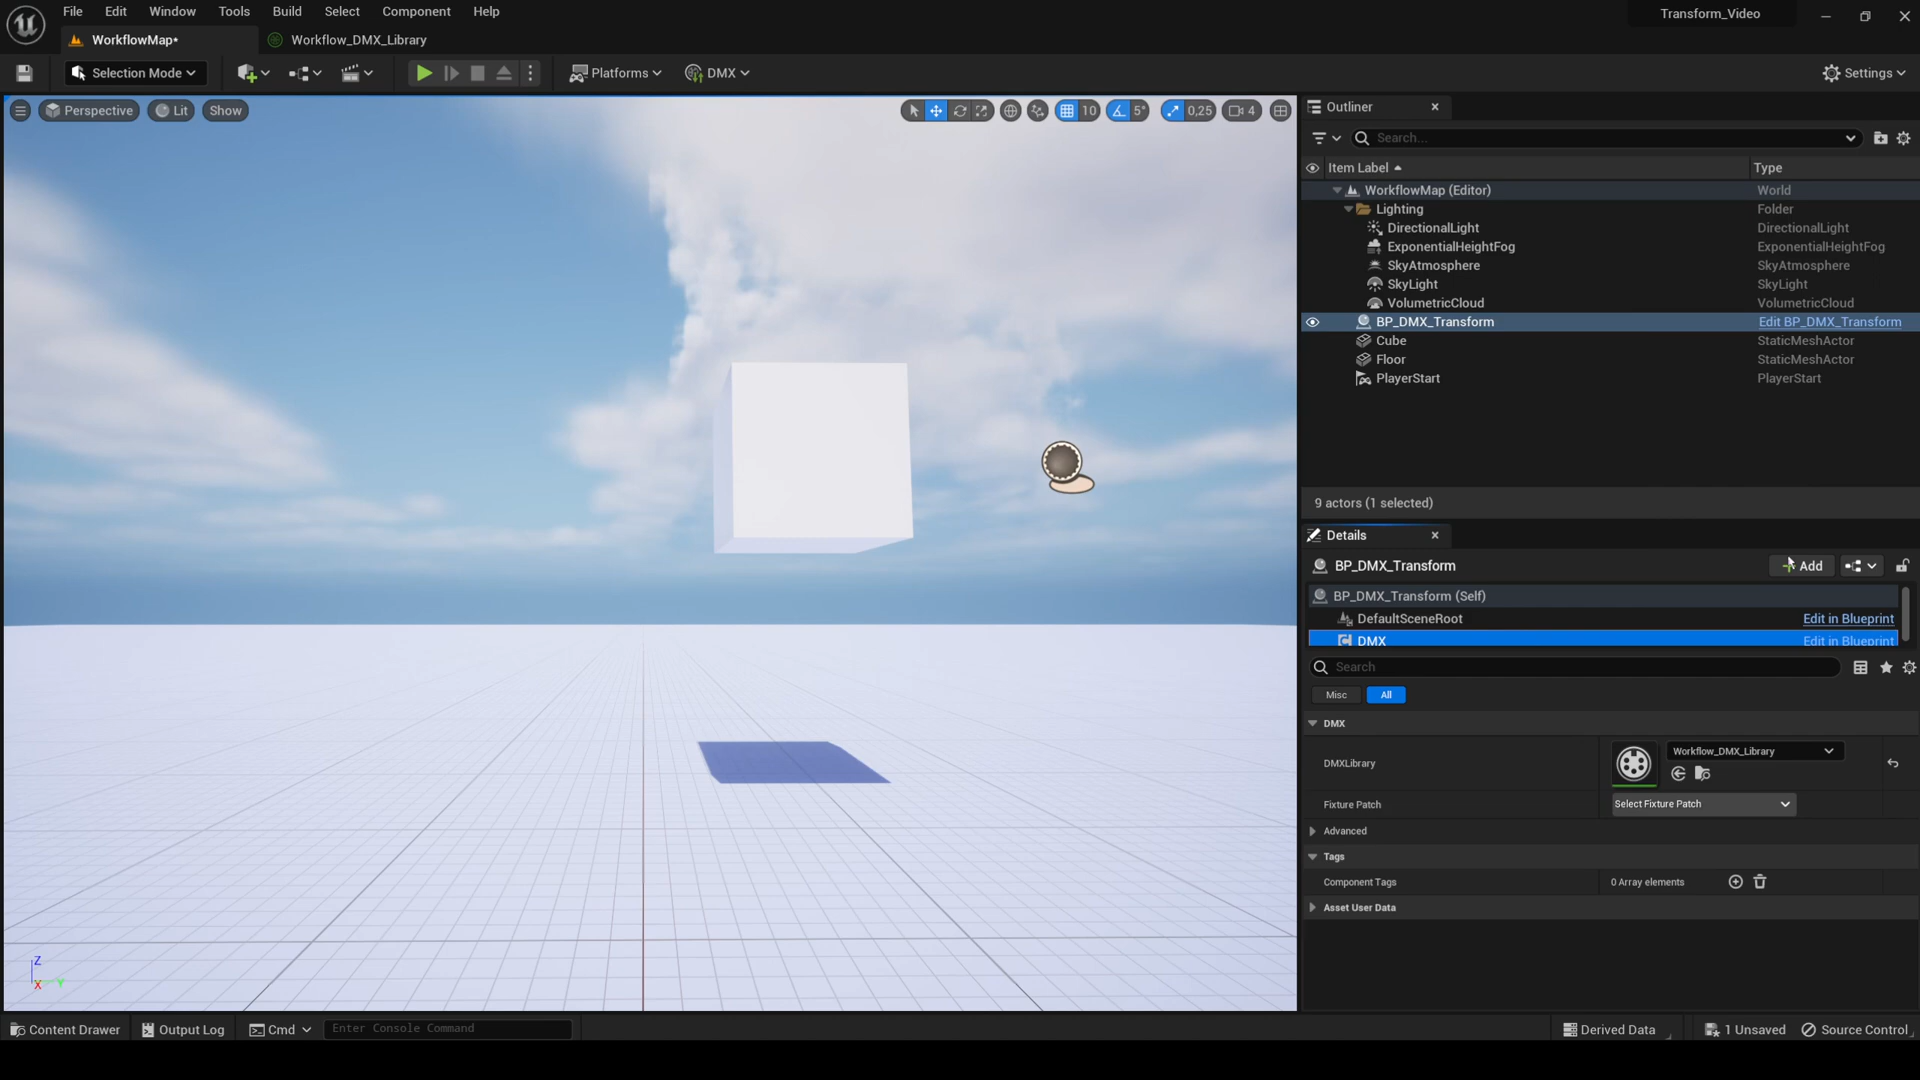 File Edit Window Tools Build Select Component Help
Transform_Video
WorkflowMap•
Workflow_DMX_Library
Selection Mode
Platforms
DMX
Settings
Perspective
Lit
Show
10
5°
0,25
4
Outliner
Search...
Item Label
Type
WorkflowMap (Editor)
World
Lighting
Folder
DirectionalLight
DirectionalLight
ExponentialHeightFog
ExponentialHeightFog
SkyAtmosphere
SkyAtmosphere
SkyLight
SkyLight
VolumetricCloud
VolumetricCloud
BP_DMX_Transform
Edit BP_DMX_Transform
Cube
StaticMeshActor
Floor
StaticMeshActor
PlayerStart
PlayerStart
9 actors (1 selected)
Details
BP_DMX_Transform
Add
BP_DMX_Transform (Self)
DefaultSceneRoot
Edit in Blueprint
DMX
Edit in Blueprint
Search
Misc
All
DMX
DMXLibrary
Workflow_DMX_Library
Fixture Patch
Select Fixture Patch
Advanced
Tags
Component Tags
0 Array elements
Asset User Data
Z
X
Y
Content Drawer
Output Log
Cmd
Enter Console Command
Derived Data
1 Unsaved
Source Control